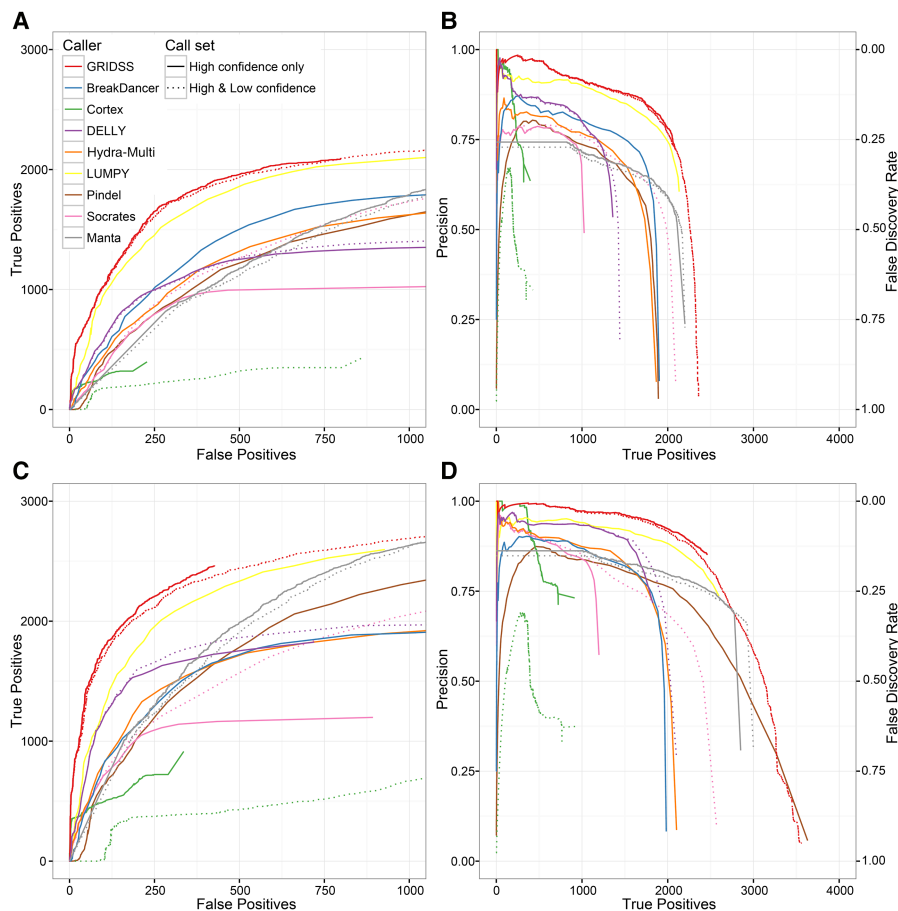 A
B
3000
2000
1000
0
True Positives
0
250
500
750
1000
False Positives
Caller
GRIDSS
BreakDancer
Cortex
DELLY
Hydra-Multi
LUMPY
Pindel
Socrates
Manta
Call set
High confidence only
High & Low confidence
1.00
0.75
0.50
0.25
0.00
Precision
0.00
0.25
0.50
0.75
1.00
False Discovery Rate
0
1000
2000
3000
4000
True Positives
C
D
3000
2000
1000
0
True Positives
0
250
500
750
1000
False Positives
1.00
0.75
0.50
0.25
0.00
Precision
0.00
0.25
0.50
0.75
1.00
False Discovery Rate
0
1000
2000
3000
4000
True Positives